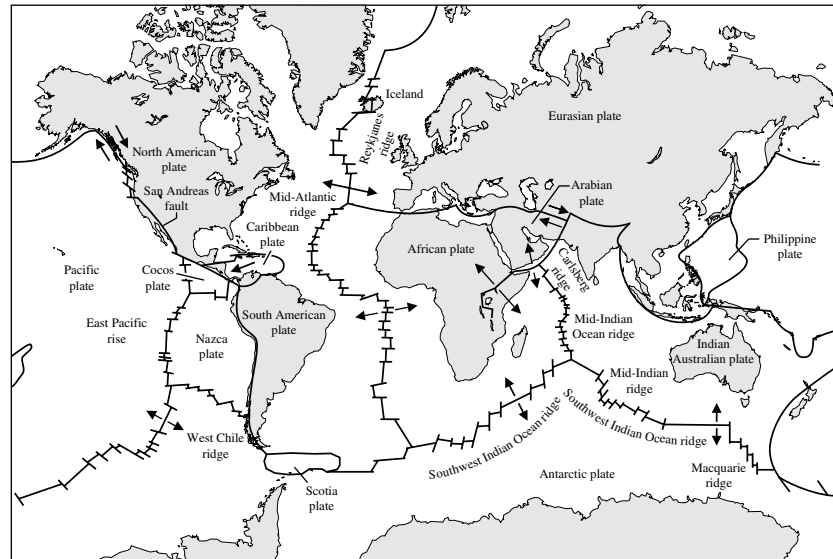 Iceland
Reykjanes
ridge
Eurasian plate
North American
plate
San Andreas
fault
Mid-Atlantic
ridge
Caribbean
plate
Arabian
plate
African plate
Carlsberg
ridge
Philippine
plate
Pacific
plate
Cocos
plate
East Pacific
rise
Nazca
plate
South American
plate
Mid-Indian
Ocean ridge
Mid-Indian
ridge
Indian
Australian plate
West Chile
ridge
Southwest Indian Ocean ridge
Southwest Indian Ocean ridge
Macquarie
ridge
Scotia
plate
Antarctic plate